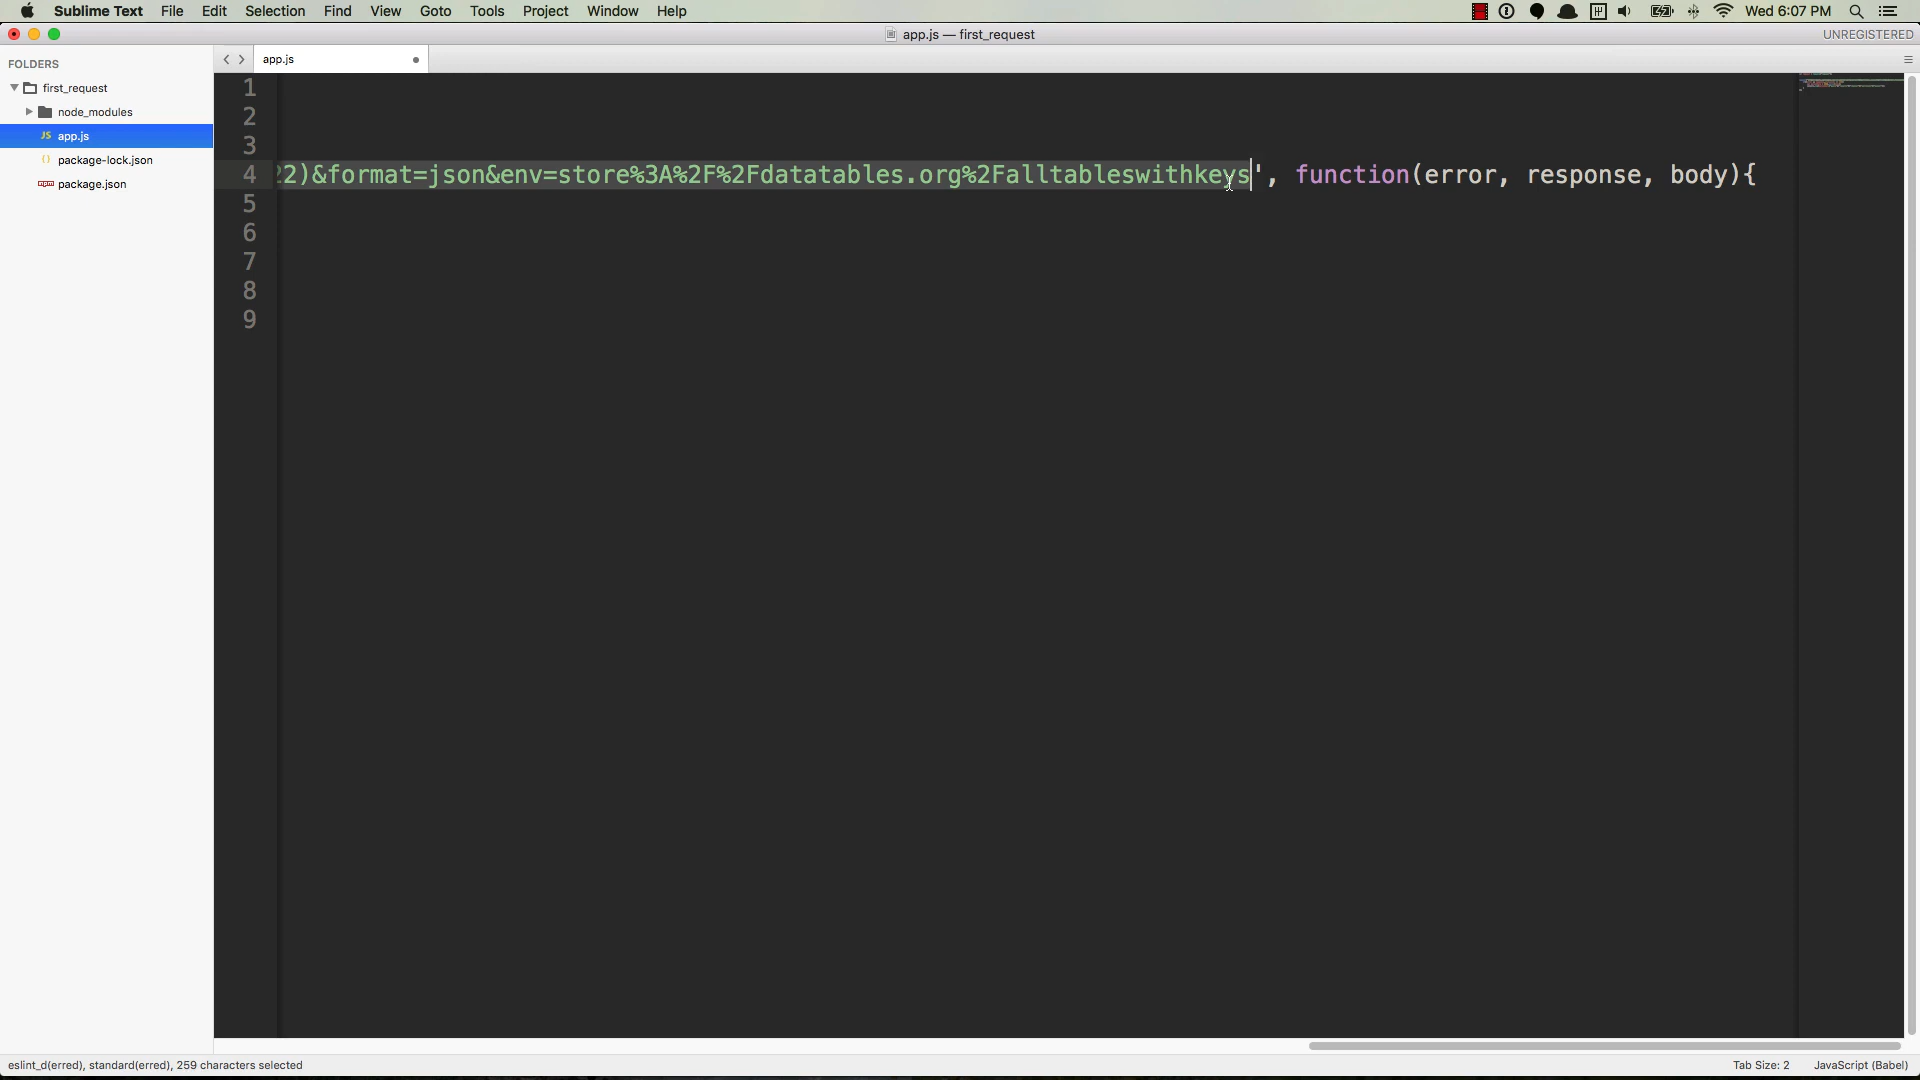 Sublime Text File Edit Selection Find View Goto Tools Project Window Help Wed 6:07 PM
app.js — first_request UNREGISTERED
FOLDERS
first_request
node_modules
JS app.js
package-lock.json
package.json
app.js
1
2
3
4 22)&format=json&env=store%3A%2F%2Fdatatables.org%2Falltableswithkeys', function(error, response, body){
5
6
7
8
9
eslint_d(erred), standard(erred), 259 characters selected Tab Size: 2 JavaScript (Babel)